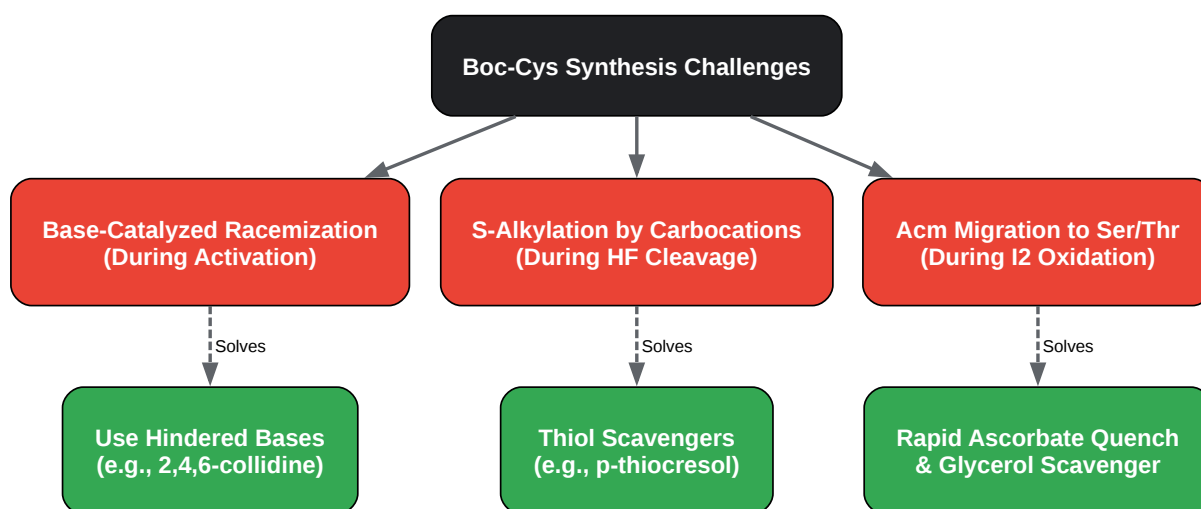 Boc-Cys Synthesis Challenges
Base-Catalyzed Racemization
(During Activation)
S-Alkylation by Carbocations
(During HF Cleavage)
Acm Migration to Ser/Thr
(During I2 Oxidation)
Solves
Solves
Solves
Use Hindered Bases
(e.g., 2,4,6-collidine)
Thiol Scavengers
(e.g., p-thiocresol)
Rapid Ascorbate Quench
& Glycerol Scavenger